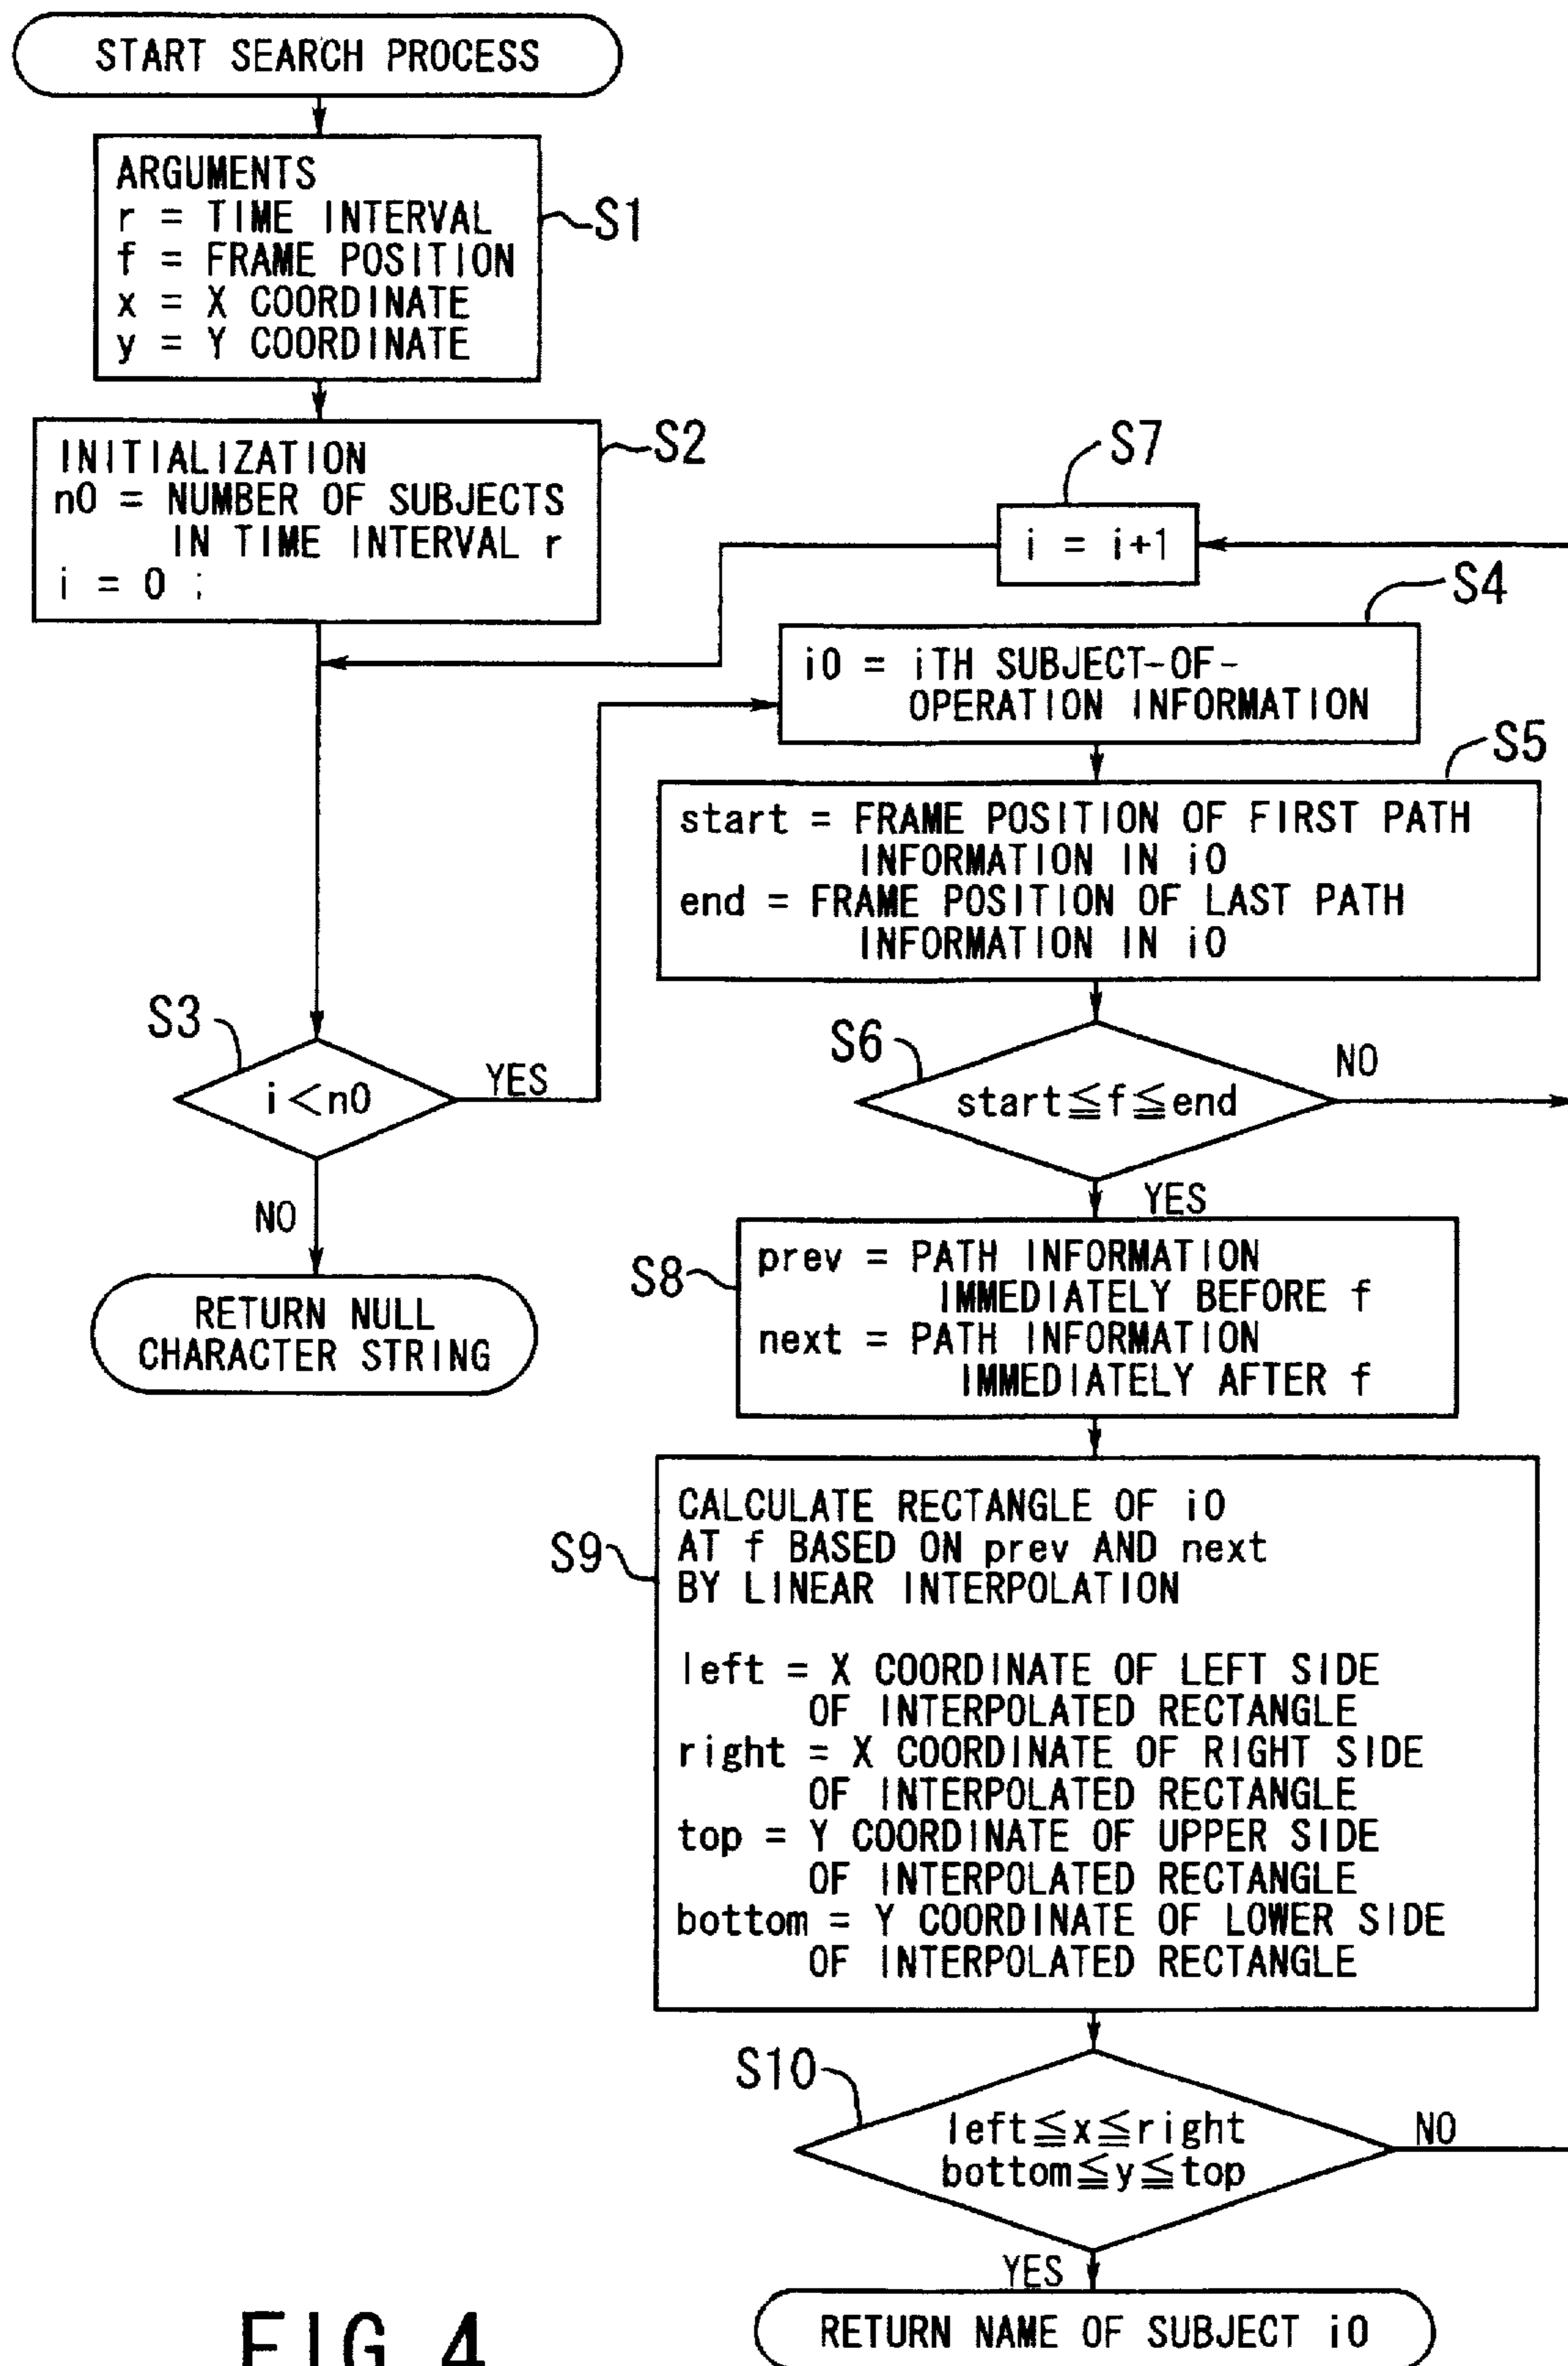 START SEARCH PROCESS
ARGUMENTS
r = TIME INTERVAL
f = FRAME POSITION
x = X COORDINATE
y = Y COORDINATE
S1
INITIALIZATION
n0 = NUMBER OF SUBJECTS
IN TIME INTERVAL r
i = 0 ;
S2
S7
i = i+1
S4
i0 = iTH SUBJECT-OF-
OPERATION INFORMATION
S5
start = FRAME POSITION OF FIRST PATH
INFORMATION IN i0
end = FRAME POSITION OF LAST PATH
INFORMATION IN i0
S3
i<n0
YES
NO
RETURN NULL
CHARACTER STRING
S6
start≦f≦end
NO
YES
S8
prev = PATH INFORMATION
IMMEDIATELY BEFORE f
next = PATH INFORMATION
IMMEDIATELY AFTER f
S9
CALCULATE RECTANGLE OF i0
AT f BASED ON prev AND next
BY LINEAR INTERPOLATION
left = X COORDINATE OF LEFT SIDE
OF INTERPOLATED RECTANGLE
right = X COORDINATE OF RIGHT SIDE
OF INTERPOLATED RECTANGLE
top = Y COORDINATE OF UPPER SIDE
OF INTERPOLATED RECTANGLE
bottom = Y COORDINATE OF LOWER SIDE
OF INTERPOLATED RECTANGLE
S10
left≦x≦right
bottom≦y≦top
NO
YES
RETURN NAME OF SUBJECT i0
FIG 4